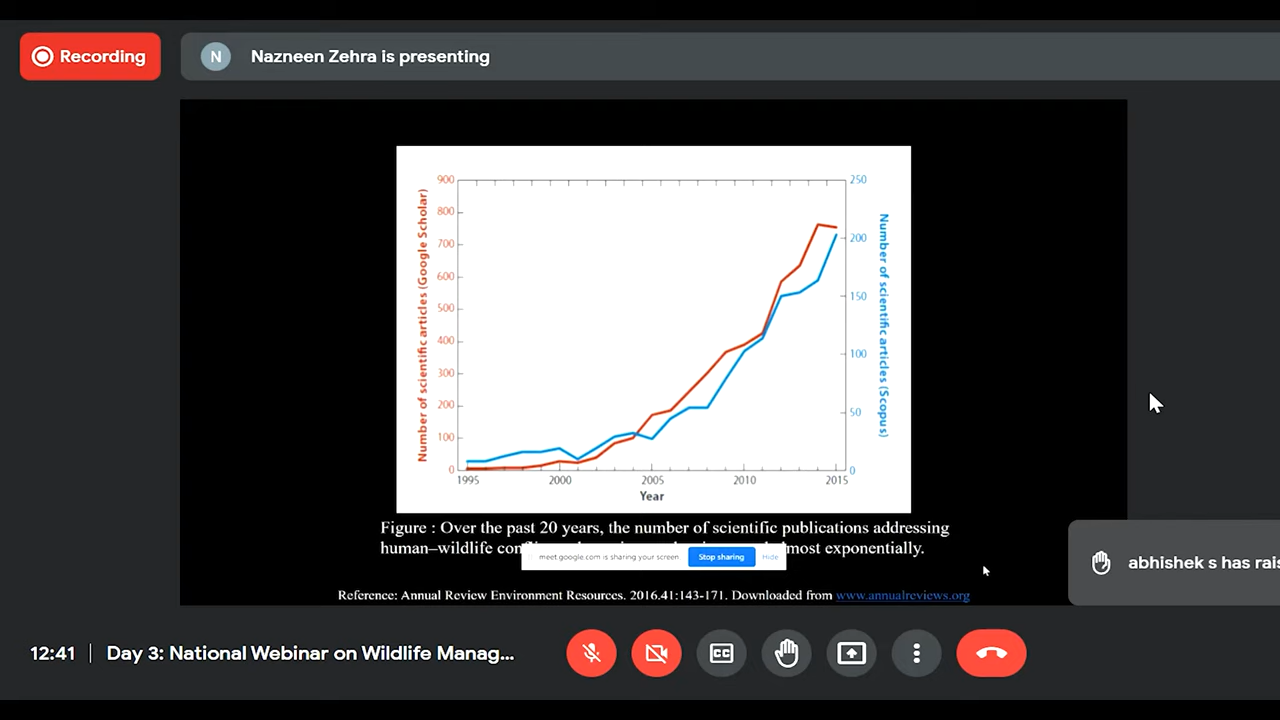 Recording
N Nazneen Zehra is presenting
Number of scientific articles (Google Scholar)
900
800
700
600
500
400
300
200
100
0
250
200
150
100
50
0
Number of scientific articles (Scopus)
1995 2000 2005 2010 2015
Year
Figure : Over the past 20 years, the number of scientific publications addressing
human–wildlife most exponentially.
meet.google.com is sharing your screen Stop sharing Hide
Reference: Annual Review Environment Resources. 2016.41:143-171. Downloaded from www.annualreviews.org
abhishek s has rais
12:41 | Day 3: National Webinar on Wildlife Manag...
CC